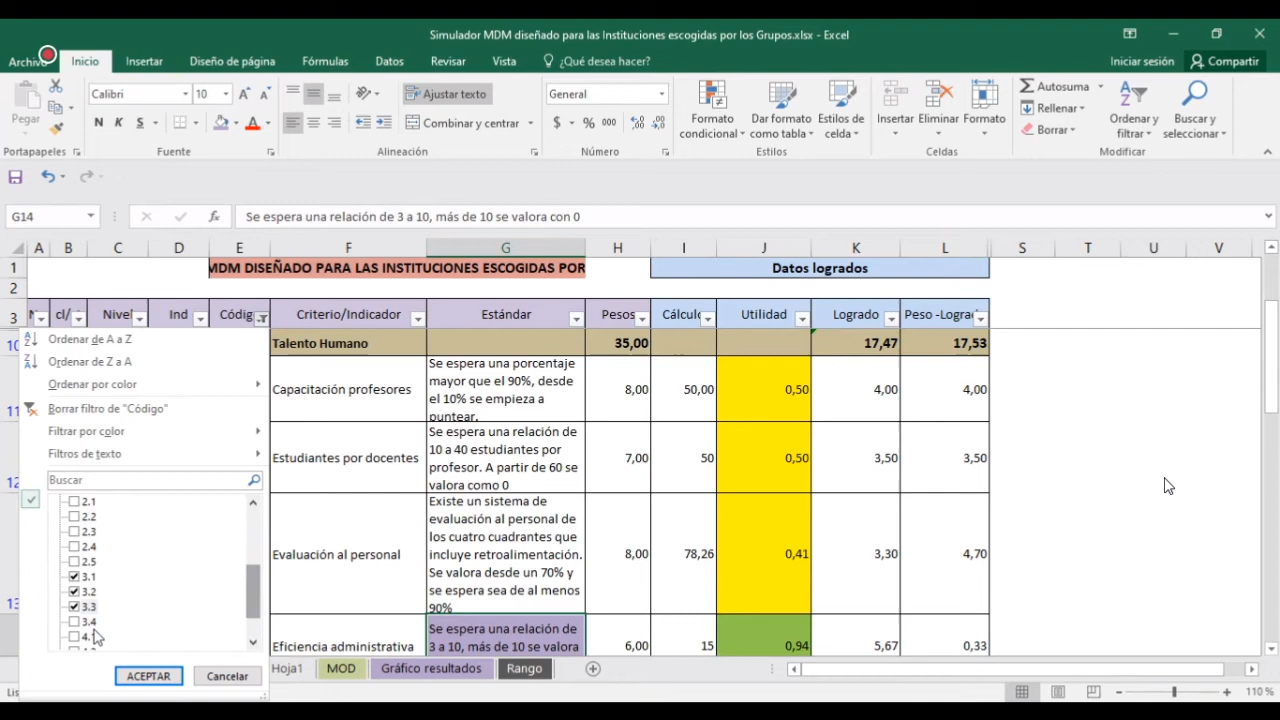 Simulador MDM diseñado para las Instituciones escogidas por los Grupos.xlsx - Excel
Archivo Inicio Insertar Diseño de página Fórmulas Datos Revisar Vista ¿Qué desea hacer? Iniciar sesión Compartir
Pegar
Calibri 10
N K S
Ajustar texto
Combinar y centrar
General
$ % 000
Formato condicional
Dar formato como tabla
Estilos de celda
Insertar Eliminar Formato
Autosuma
Rellenar
Borrar
Ordenar y filtrar
Buscar y seleccionar
Portapapeles Fuente Alineación Número Estilos Celdas Modificar
G14 fx Se espera una relación de 3 a 10, más de 10 se valora con 0
A B C D E F G H I J K L S T U V
1 MDM DISEÑADO PARA LAS INSTITUCIONES ESCOGIDAS POR Datos logrados
2
3 cl/ Nivel Ind Códig Criterio/Indicador Estándar Pesos Cálculo Utilidad Logrado Peso -Lograd
10 Talento Humano 35,00 17,47 17,53
11 Capacitación profesores
Se espera una porcentaje
mayor que el 90%, desde
el 10% se empieza a
puntear.
8,00 50,00 0,50 4,00 4,00
12 Estudiantes por docentes
Se espera una relación de
10 a 40 estudiantes por
profesor. A partir de 60 se
valora como 0
7,00 50 0,50 3,50 3,50
13 Evaluación al personal
Existe un sistema de
evaluación al personal de
los cuatro cuadrantes que
incluye retroalimentación.
Se valora desde un 70% y
se espera sea de al menos
90%
8,00 78,26 0,41 3,30 4,70
Eficiencia administrativa
Se espera una relación de
3 a 10, más de 10 se valora
6,00 15 0,94 5,67 0,33
Ordenar de A a Z
Ordenar de Z a A
Ordenar por color
Borrar filtro de "Código"
Filtrar por color
Filtros de texto
Buscar
2.1
2.2
2.3
2.4
2.5
3.1
3.2
3.3
3.4
ACEPTAR Cancelar
Hoja1 MOD Gráfico resultados Rango
Lis
110 %